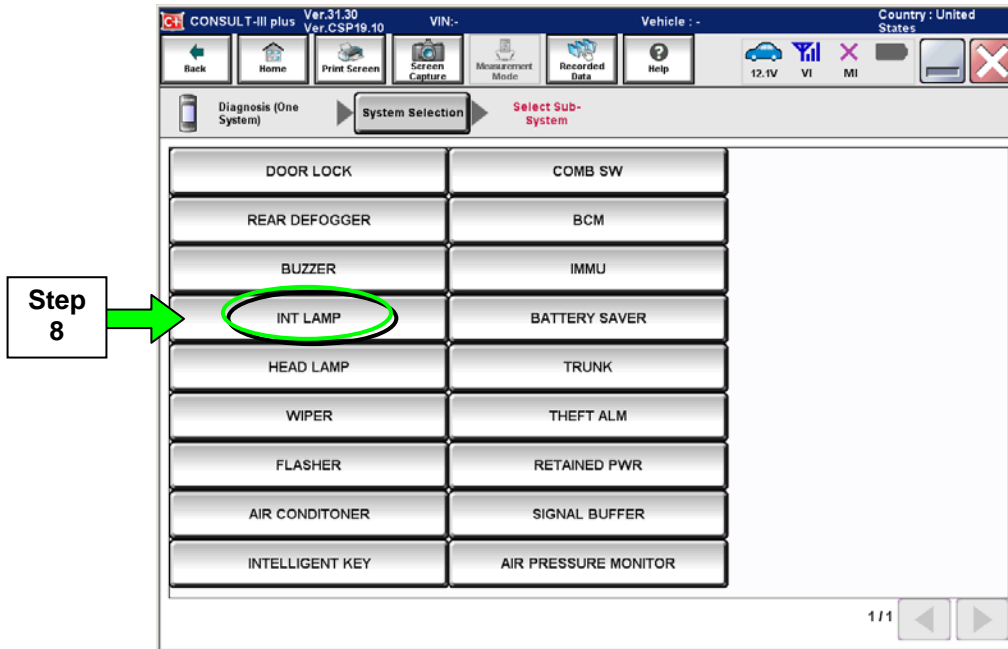 CONSULT-III plus Ver.31.30 VIN:- Vehicle : - Country : United
Ver.CSP19.10 States
Back Home Print Screen Screen Capture Measurement Mode Recorded Data Help 12.1V VI MI
Diagnosis (One System) System Selection Select Sub-System
DOOR LOCK COMB SW
REAR DEFOGGER BCM
BUZZER IMMU
Step 8
INT LAMP BATTERY SAVER
HEAD LAMP TRUNK
WIPER THEFT ALM
FLASHER RETAINED PWR
AIR CONDITONER SIGNAL BUFFER
INTELLIGENT KEY AIR PRESSURE MONITOR
1/1